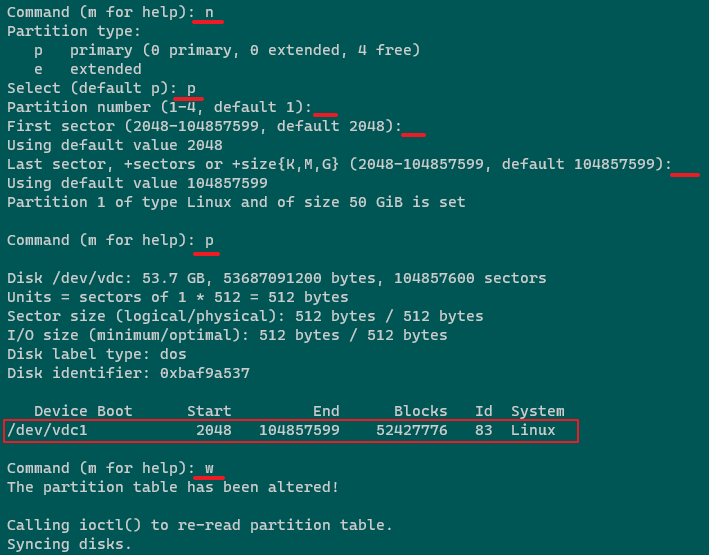 Command (m for help): n
Partition type:
   p   primary (0 primary, 0 extended, 4 free)
   e   extended
Select (default p): p
Partition number (1-4, default 1):
First sector (2048-104857599, default 2048):
Using default value 2048
Last sector, +sectors or +size{K,M,G} (2048-104857599, default 104857599):
Using default value 104857599
Partition 1 of type Linux and of size 50 GiB is set
Command (m for help): p
Disk /dev/vdc: 53.7 GB, 53687091200 bytes, 104857600 sectors
Units = sectors of 1 * 512 = 512 bytes
Sector size (logical/physical): 512 bytes / 512 bytes
I/O size (minimum/optimal): 512 bytes / 512 bytes
Disk label type: dos
Disk identifier: 0xbaf9a537
   Device Boot      Start         End      Blocks   Id  System
/dev/vdc1            2048   104857599    52427776   83  Linux
Command (m for help): w
The partition table has been altered!
Calling ioctl() to re-read partition table.
Syncing disks.